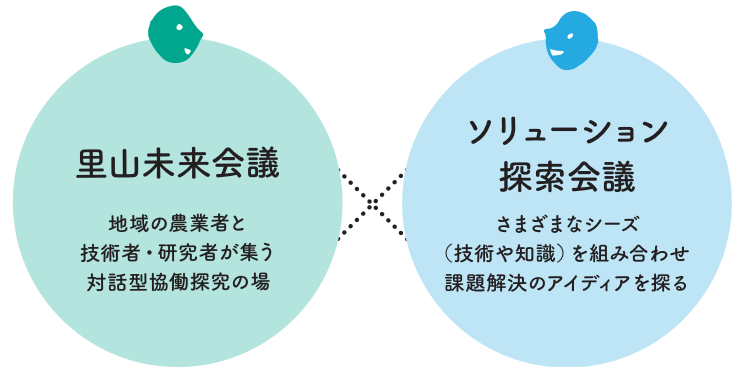 里山未来会議
地域の農業者と
技術者・研究者が集う
対話型協働探究の場
ソリューション
探索会議
さまざまなシーズ
（技術や知識）を組み合わせ
課題解決のアイディアを探る